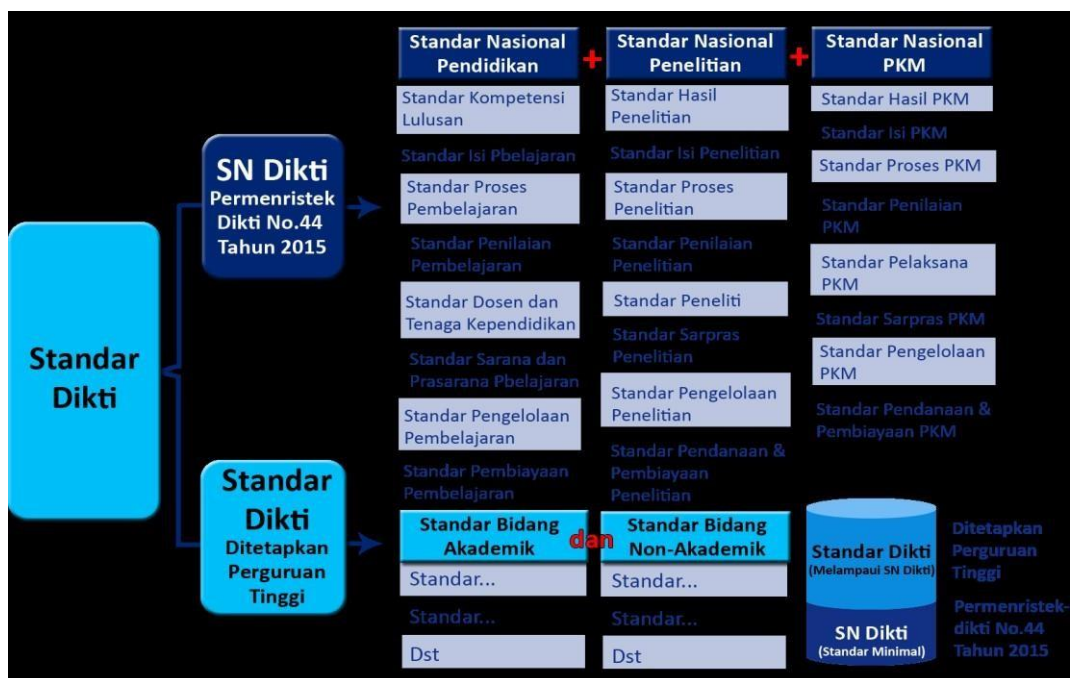 Standar
Dikti
SN Dikti
Permenristek
Dikti No.44
Tahun 2015
Standar Nasional
Pendidikan
+
Standar Nasional
Penelitian
+
Standar Nasional
PKM
Standar Kompetensi
Lulusan
Standar Isi Pbelajaran
Standar Proses
Pembelajaran
Standar Penilaian
Pembelajaran
Standar Dosen dan
Tenaga Kependidikan
Standar Sarana dan
Prasarana Pbelajaran
Standar Pengelolaan
Pembelajaran
Standar Pembiayaan
Pembelajaran
Standar Hasil
Penelitian
Standar Isi Penelitian
Standar Proses
Penelitian
Standar Penilaian
Penelitian
Standar Peneliti
Standar Sarpras
Penelitian
Standar Pengelolaan
Penelitian
Standar Pendanaan &
Pembiayaan
Penelitian
Standar Hasil PKM
Standar Isi PKM
Standar Proses PKM
Standar Penilaian
PKM
Standar Pelaksana
PKM
Standar Sarpras PKM
Standar Pengelolaan
PKM
Standar Pendanaan &
Pembiayaan PKM
Standar
Dikti
Ditetapkan
Perguruan
Tinggi
Standar Bidang
Akademik
dan
Standar Bidang
Non-Akademik
Standar...
Standar...
Dst
Standar...
Standar...
Dst
Standar Dikti
(Melampaui SN Dikti)
Ditetapkan
Perguruan
Tinggi
SN Dikti
(Standar Minimal)
Permenristek-
dikti No.44
Tahun 2015